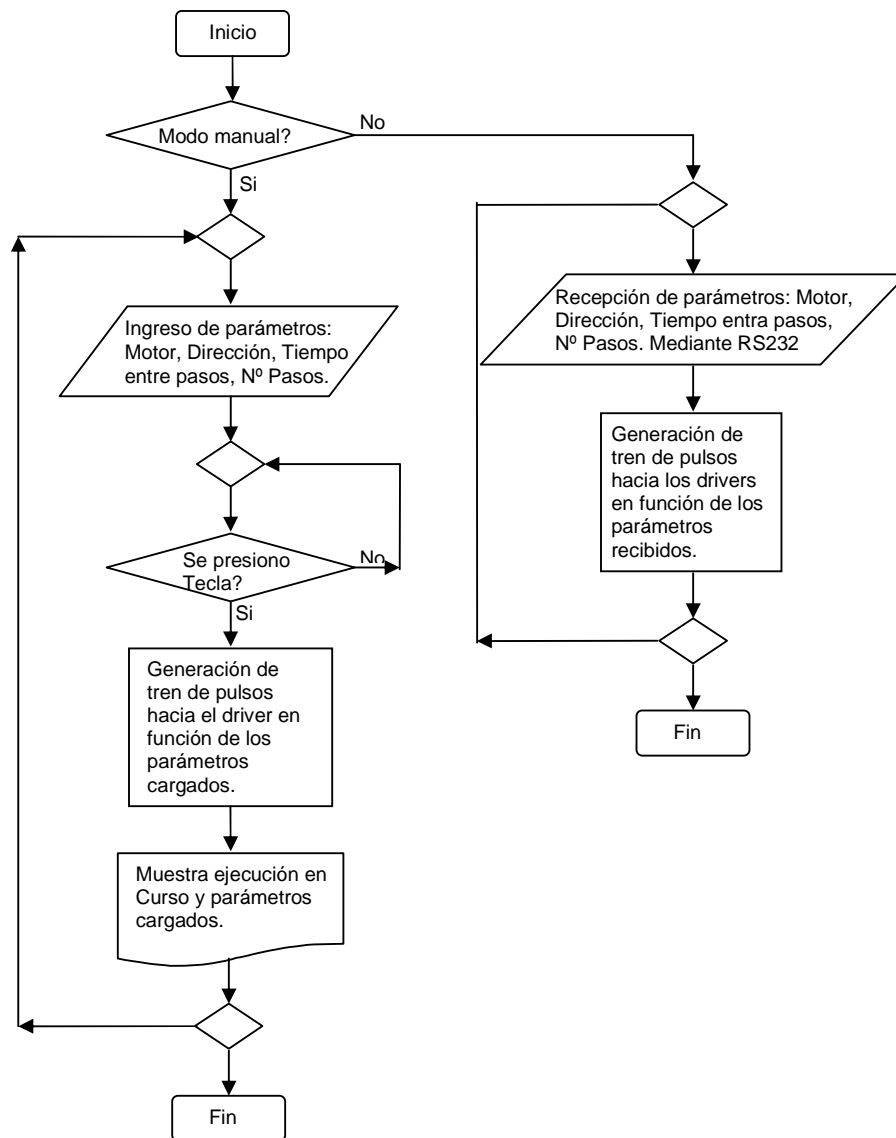 Inicio
Modo manual?
No
Si
Ingreso de parámetros:
Motor, Dirección, Tiempo
entre pasos, Nº Pasos.
Se presiono
Tecla?
No
Si
Generación de
tren de pulsos
hacia el driver en
función de los
parámetros
cargados.
Muestra ejecución en
Curso y parámetros
cargados.
Fin
Recepción de parámetros: Motor,
Dirección, Tiempo entra pasos,
Nº Pasos. Mediante RS232
Generación de
tren de pulsos
hacia los drivers
en función de los
parámetros
recibidos.
Fin